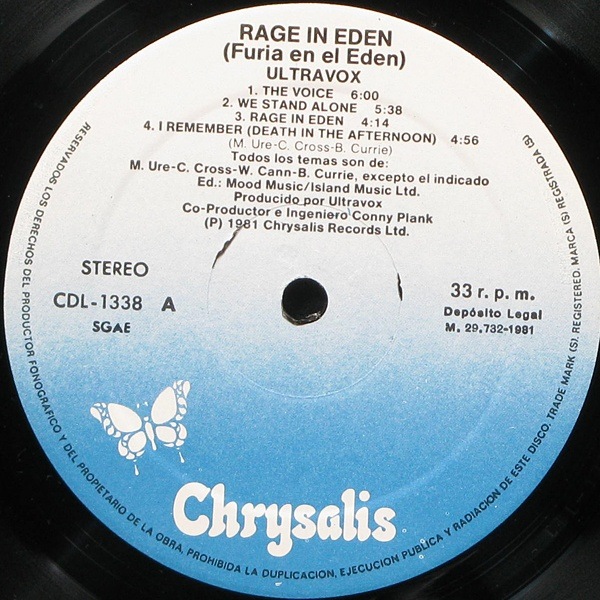 RAGE IN EDEN
(Furia en el Eden)
ULTRAVOX
1. THE VOICE 6:00
2. WE STAND ALONE 5:38
3. RAGE IN EDEN 4:14
4. I REMEMBER (DEATH IN THE AFTERNOON) 4:56
(M. Ure-C. Cross-B. Currie)
Todos los temas son de:
M. Ure-C. Cross-W. Cann-B. Currie, excepto el indicado
Ed.: Mood Music/Island Music Ltd.
Producido por Ultravox
Co-Productor e Ingeniero Conny Plank
(P) 1981 Chrysalis Records Ltd.
STEREO
CDL-1338 A
SGAE
33 r. p. m.
Depósito Legal
M. 29.732-1981
Chrysalis
RESERVADOS LOS DERECHOS DEL PRODUCTOR FONOGRAFICO Y DEL PROPIETARIO DE LA OBRA. PROHIBIDA LA DUPLICACION, EJECUCION PUBLICA Y RADIACION DE ESTE DISCO. TRADE MARK (S). REGISTERED. MARCA (S) REGISTRADA (S)